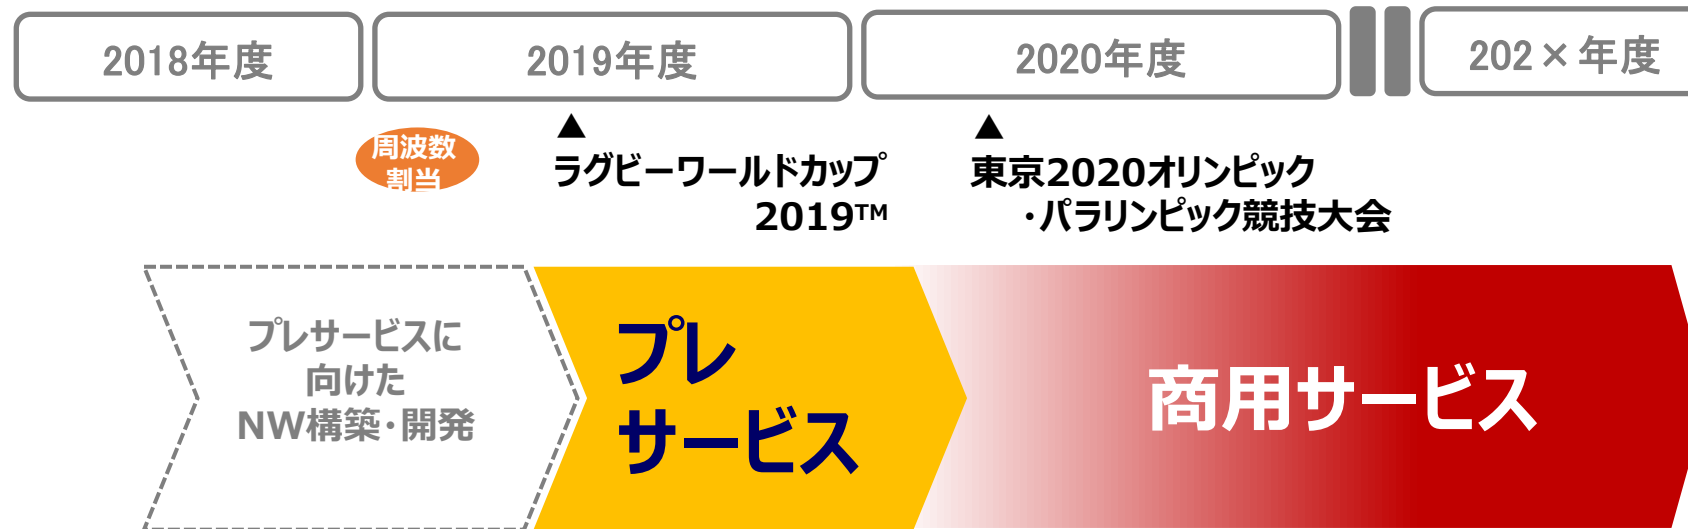 2018年度
2019年度
2020年度
202×年度
周波数
割当
▲
ラグビーワールドカップ
2019™
▲
東京2020オリンピック
・パラリンピック競技大会
プレサービスに
向けた
NW構築・開発
プレ
サービス
商用サービス